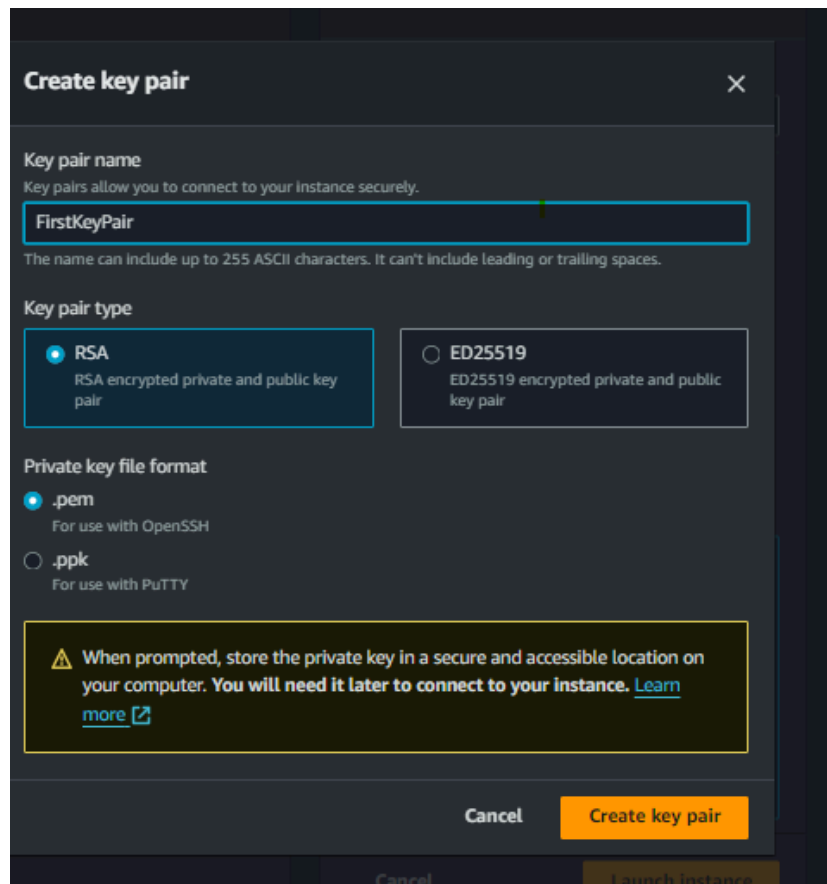 Create key pair
Key pair name
Key pairs allow you to connect to your instance securely.
FirstKeyPair
The name can include up to 255 ASCII characters. It can't include leading or trailing spaces.
Key pair type
RSA
RSA encrypted private and public key
pair
ED25519
ED25519 encrypted private and public
key pair
Private key file format
.pem
For use with OpenSSH
.ppk
For use with PuTTY
When prompted, store the private key in a secure and accessible location on
your computer. You will need it later to connect to your instance. Learn
more
Cancel Create key pair
Cancel Launch instance